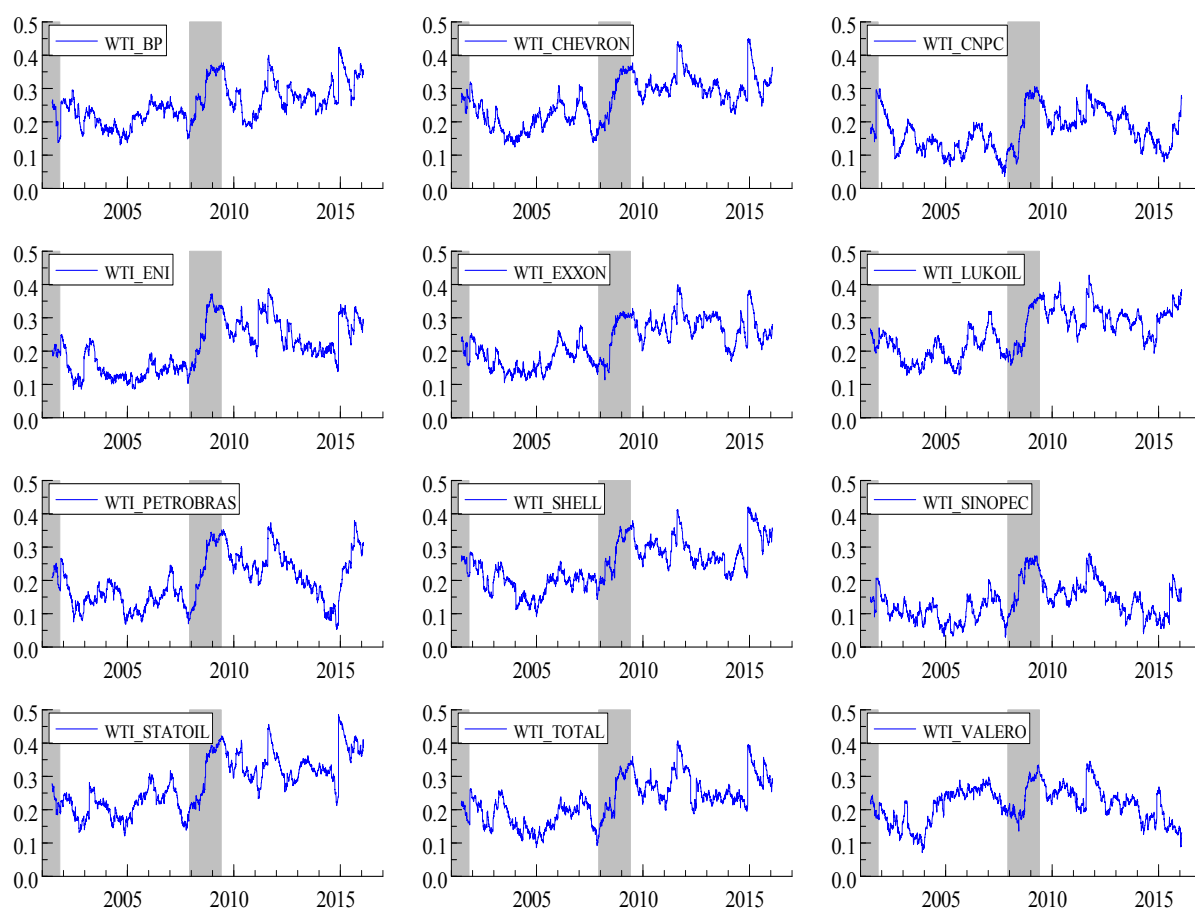 0.5 0.5 0.5
WTI_BP WTI_CHEVRON WTI_CNPC
0.4 0.4 0.4
0.3 0.3 0.3
0.2 0.2 0.2
0.1 0.1 0.1
0.0 0.0 0.0
2005 2010 2015 2005 2010 2015 2005 2010 2015
0.5 0.5 0.5
WTI_ENI WTI_EXXON WTI_LUKOIL
0.4 0.4 0.4
0.3 0.3 0.3
0.2 0.2 0.2
0.1 0.1 0.1
0.0 0.0 0.0
2005 2010 2015 2005 2010 2015 2005 2010 2015
0.5 0.5 0.5
WTI_PETROBRAS WTI_SHELL WTI_SINOPEC
0.4 0.4 0.4
0.3 0.3 0.3
0.2 0.2 0.2
0.1 0.1 0.1
0.0 0.0 0.0
2005 2010 2015 2005 2010 2015 2005 2010 2015
0.5 0.5 0.5
WTI_STATOIL WTI_TOTAL WTI_VALERO
0.4 0.4 0.4
0.3 0.3 0.3
0.2 0.2 0.2
0.1 0.1 0.1
0.0 0.0 0.0
2005 2010 2015 2005 2010 2015 2005 2010 2015